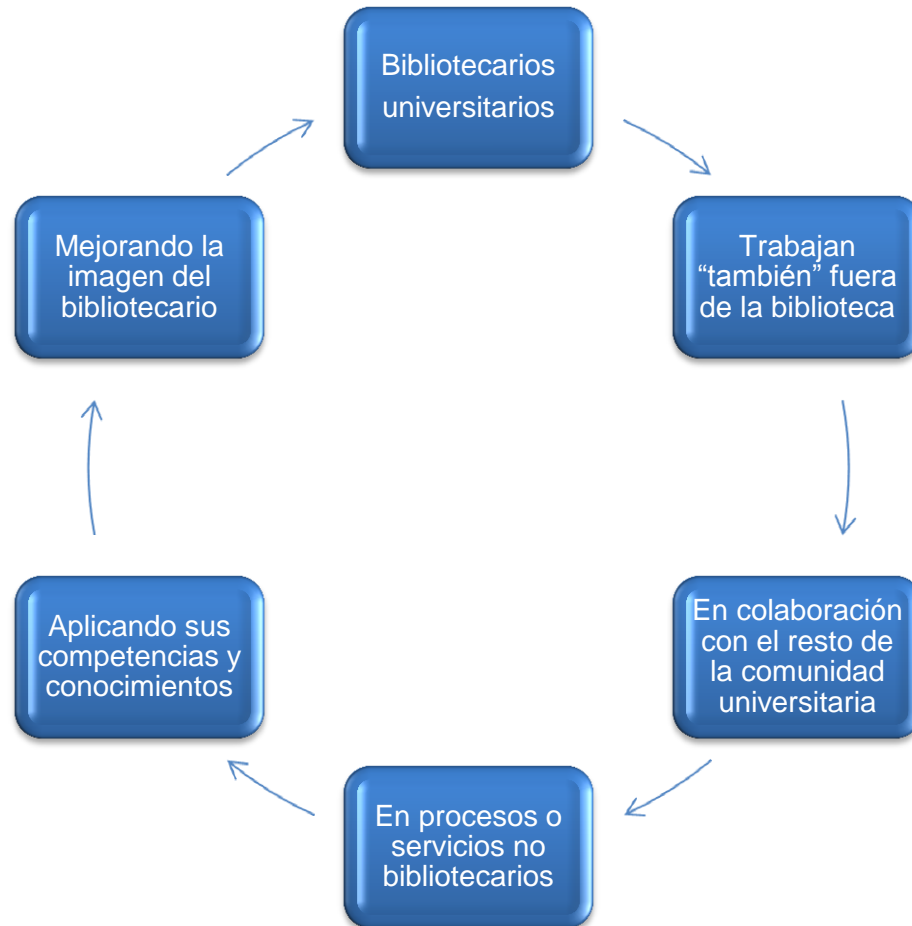 Bibliotecarios
universitarios
Trabajan
“también” fuera
de la biblioteca
En colaboración
con el resto de
la comunidad
universitaria
En procesos o
servicios no
bibliotecarios
Aplicando sus
competencias y
conocimientos
Mejorando la
imagen del
bibliotecario